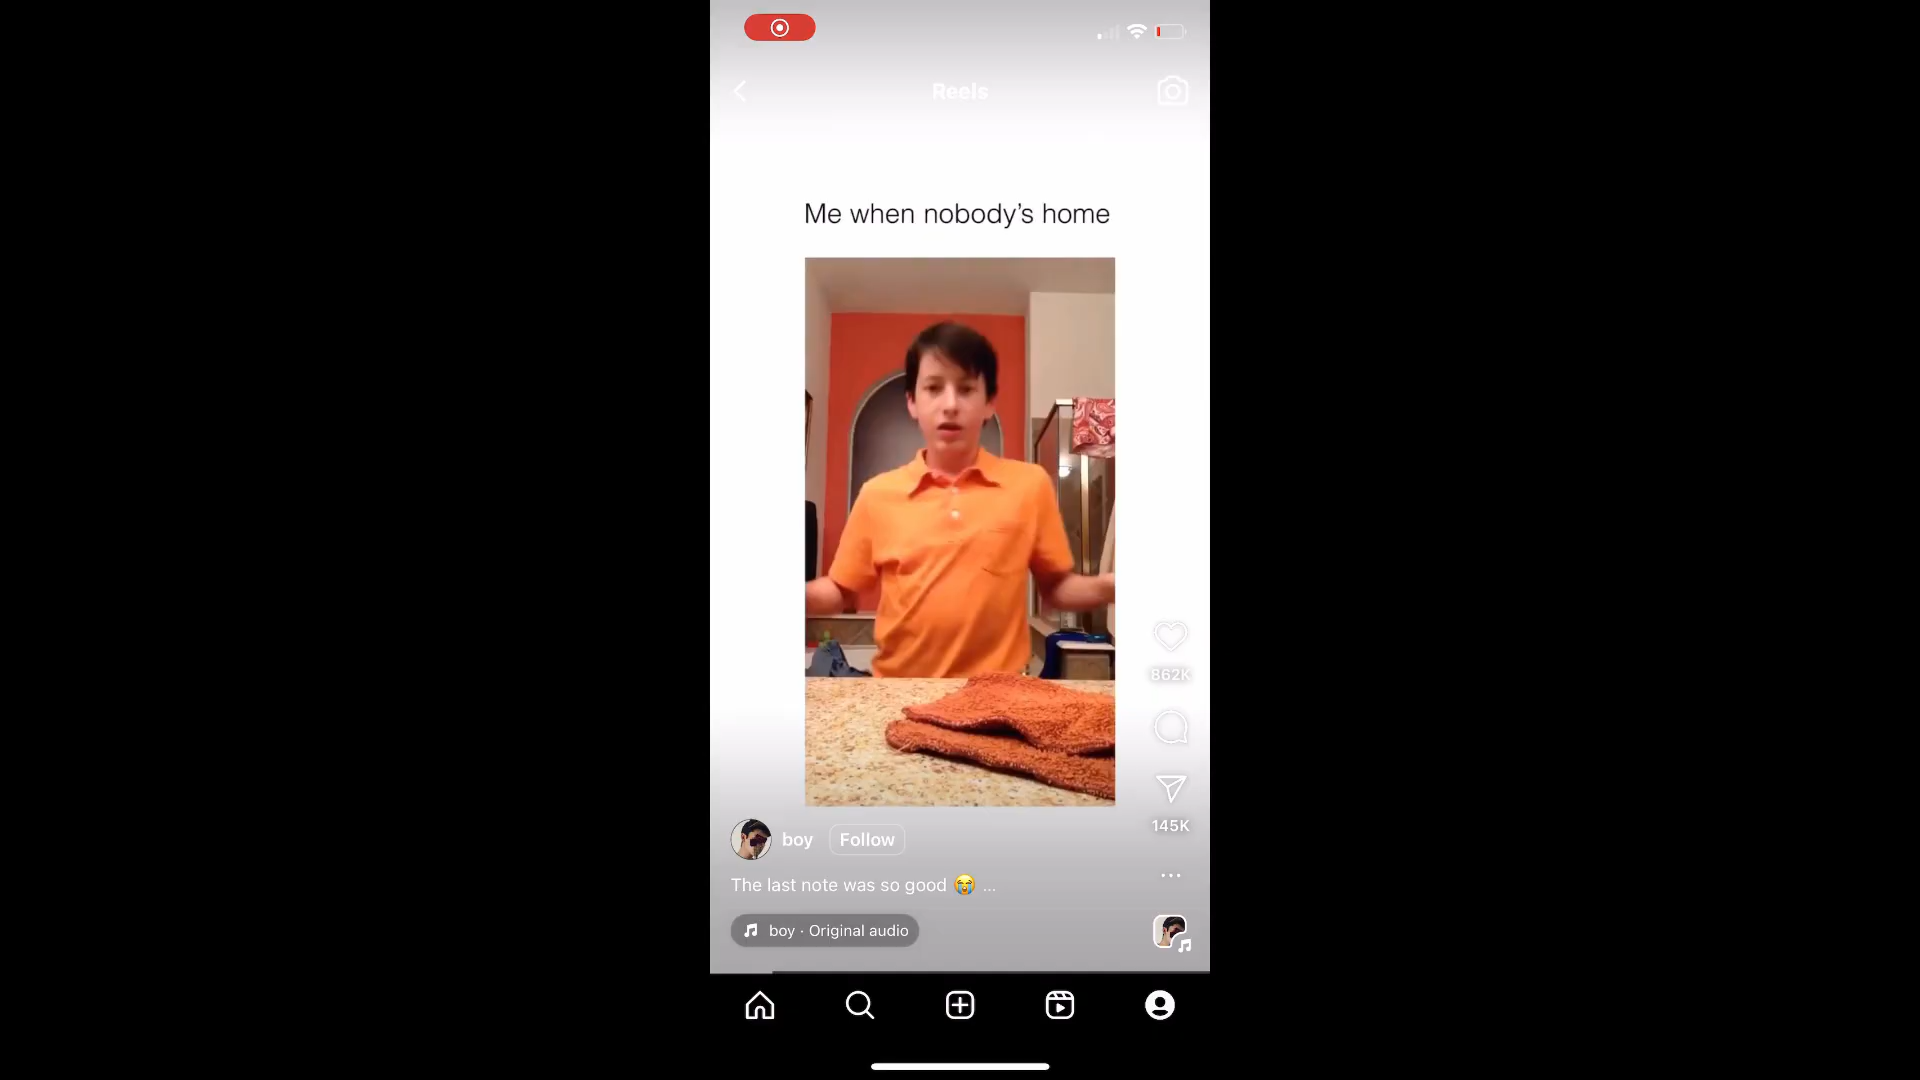 Reels
Me when nobody's home
862K
145K
boy Follow
The last note was so good 😭 ...
boy · Original audio